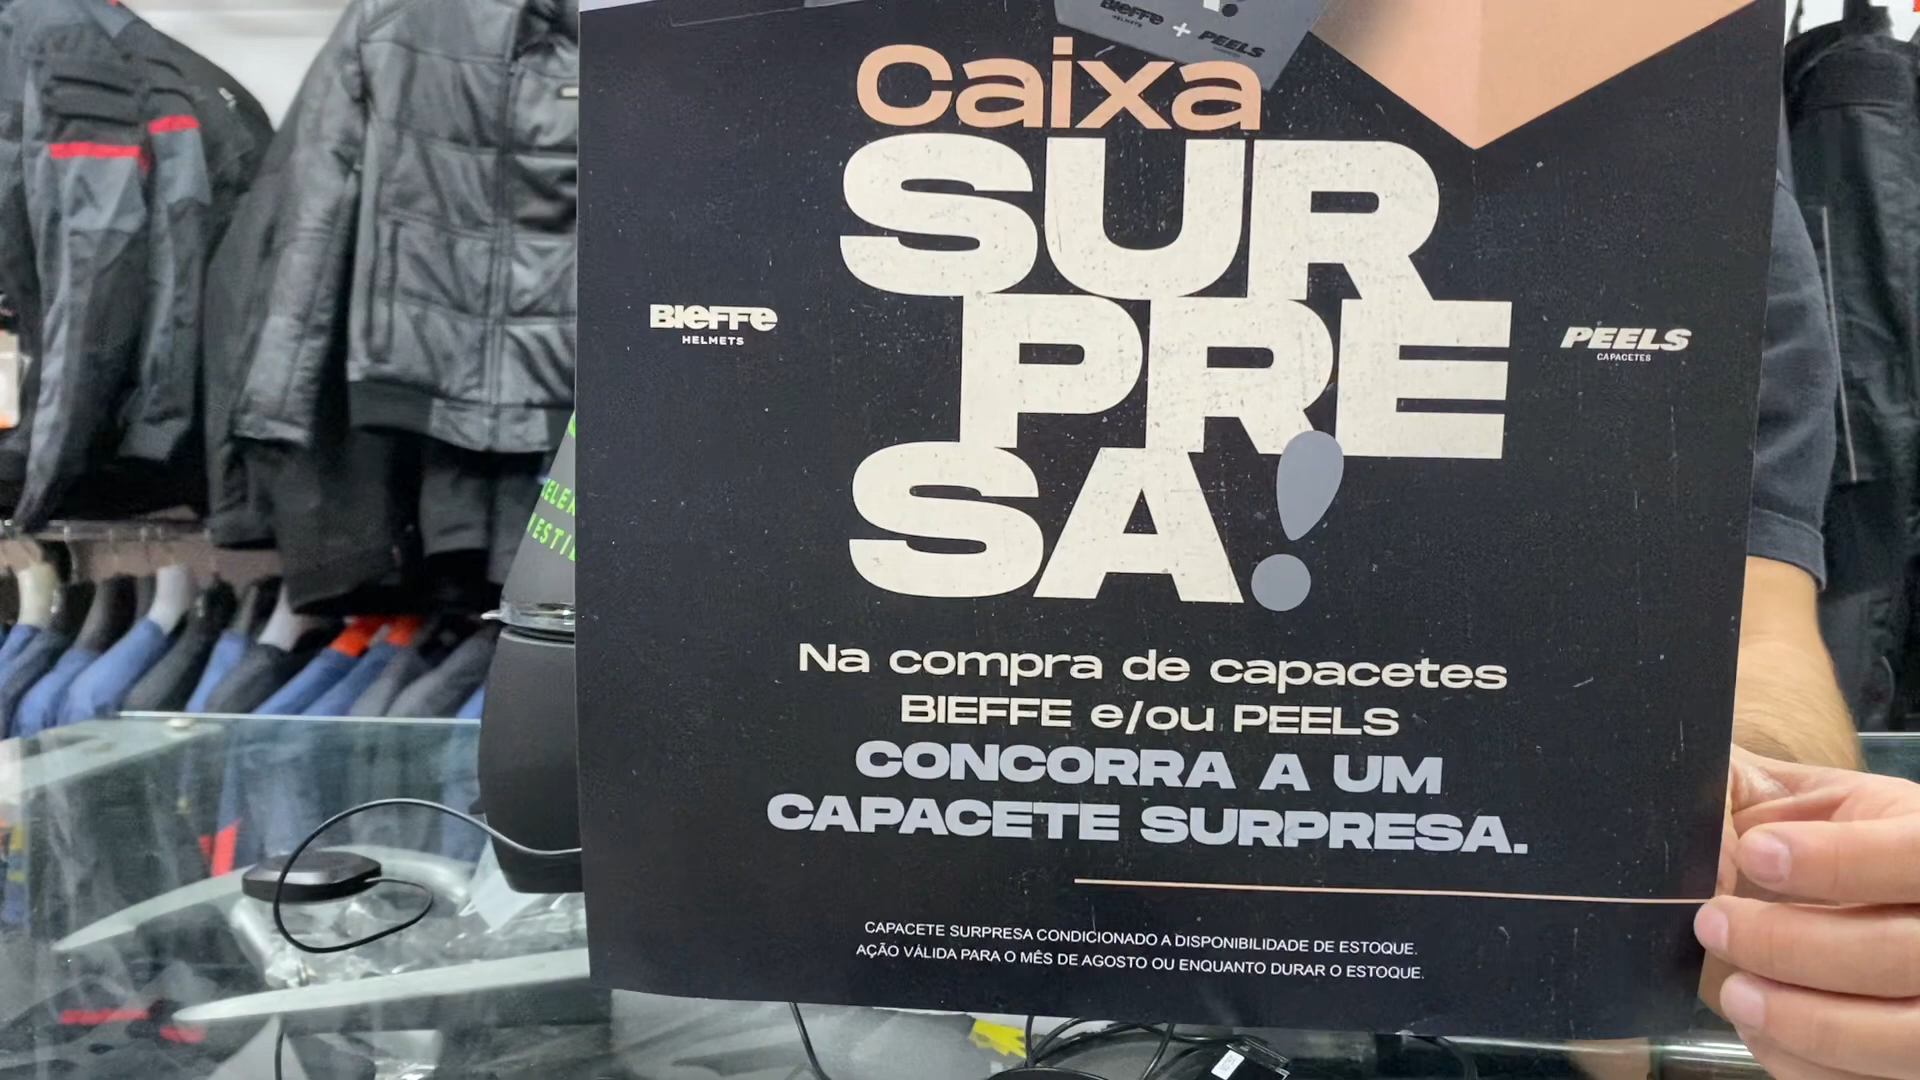 BIEFFE
HELMETS
+
PEELS
Caixa
SUR
PRE
SA!
BIEFFE
HELMETS
PEELS
CAPACETES
Na compra de capacetes
BIEFFE e/ou PEELS
CONCORRA A UM
CAPACETE SURPRESA.
CAPACETE SURPRESA CONDICIONADO A DISPONIBILIDADE DE ESTOQUE.
AÇÃO VÁLIDA PARA O MÊS DE AGOSTO OU ENQUANTO DURAR O ESTOQUE.